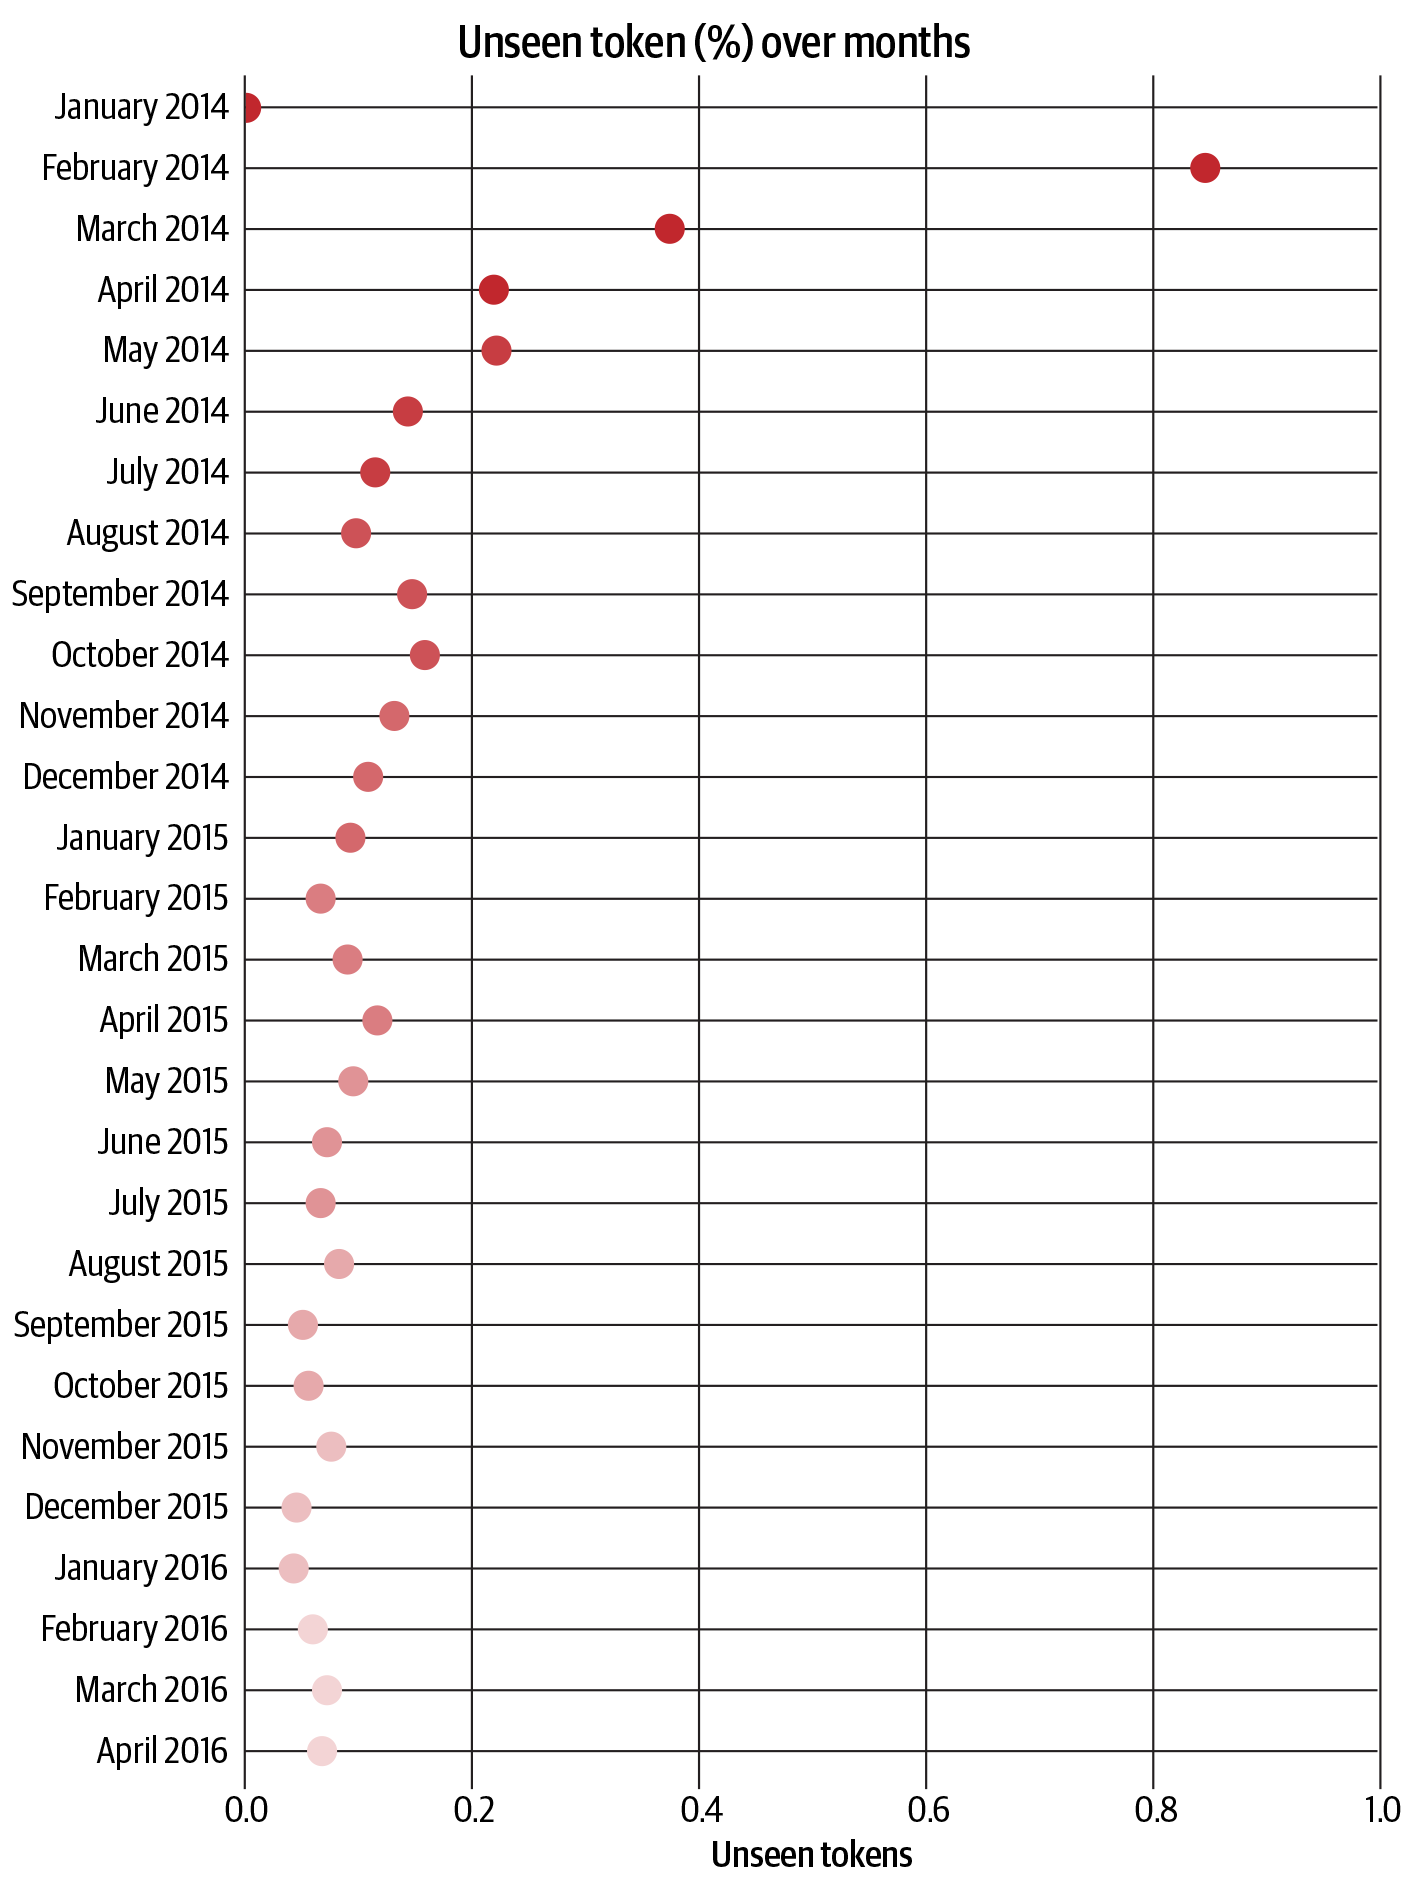 Unseen token (%) over months
January 2014
February 2014
March 2014
April 2014
May 2014
June 2014
July 2014
August 2014
September 2014
October 2014
November 2014
December 2014
January 2015
February 2015
March 2015
April 2015
May 2015
June 2015
July 2015
August 2015
September 2015
October 2015
November 2015
December 2015
January 2016
February 2016
March 2016
April 2016
0.0 0.2 0.4 0.6 0.8 1.0
Unseen tokens